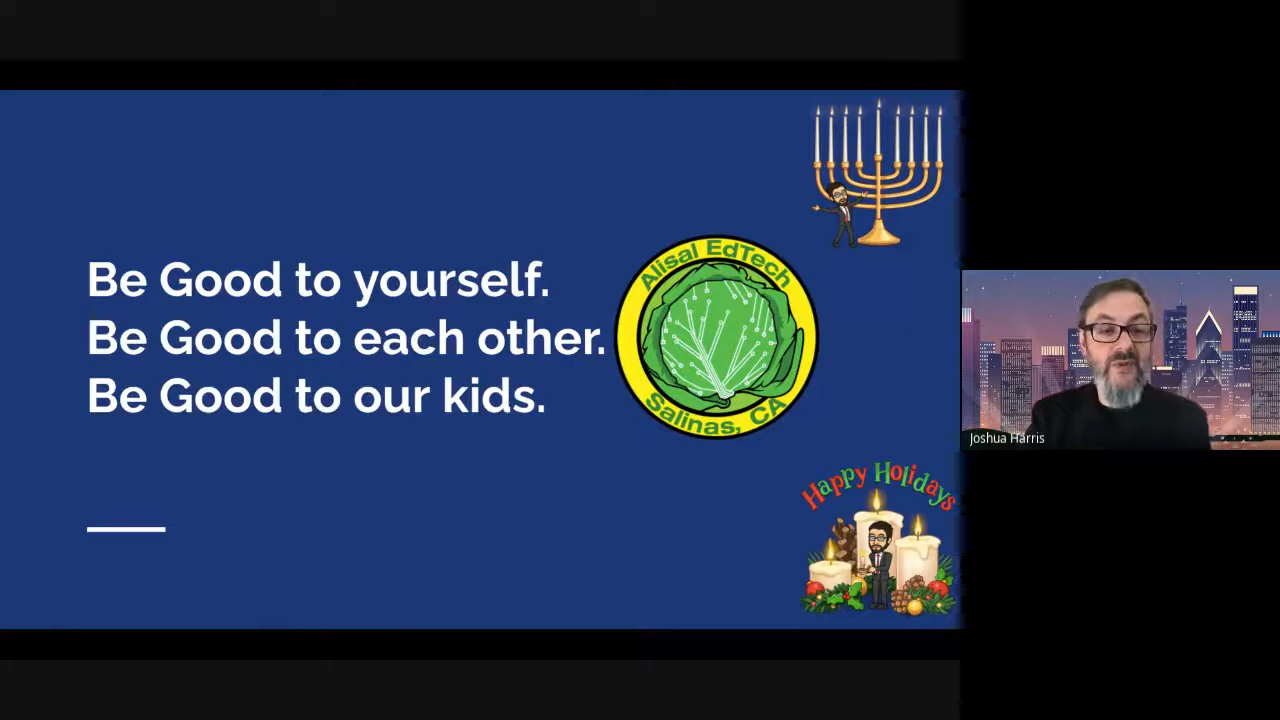 Be Good to yourself.
Be Good to each other.
Be Good to our kids.
Alisal EdTech
Salinas, CA
Happy Holidays
Joshua Harris